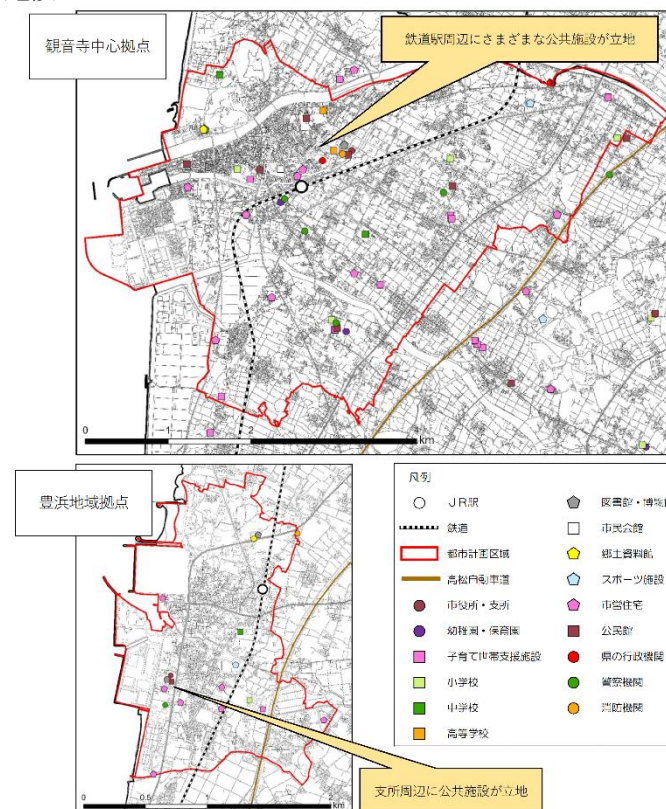 観音寺中心拠点
鉄道駅周辺にさまざまな公共施設が立地
0 1 2 4
km
豊浜地域拠点
0 0.5 1 2
km
支所周辺に公共施設が立地
凡例
JR駅
鉄道
都市計画区域
高松自動車道
市役所・支所
幼稚園・保育園
子育て世帯支援施設
小学校
中学校
高等学校
図書館・博物館
市民会館
郷土資料館
スポーツ施設
市営住宅
公民館
県の行政機関
警察機関
消防機関